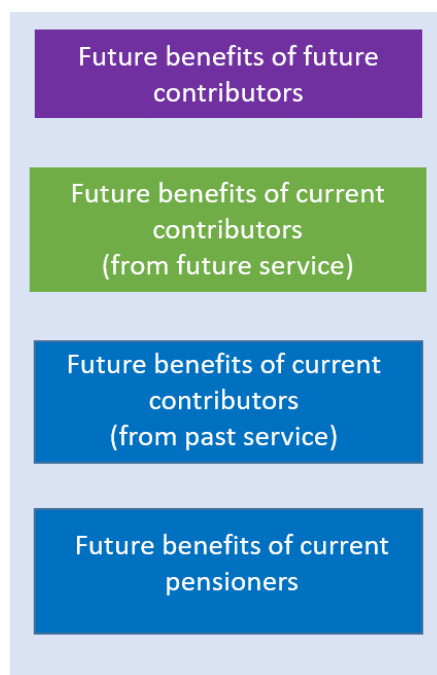 Future benefits of future
contributors
Future benefits of current
contributors
(from future service)
Future benefits of current
contributors
(from past service)
Future benefits of current
pensioners